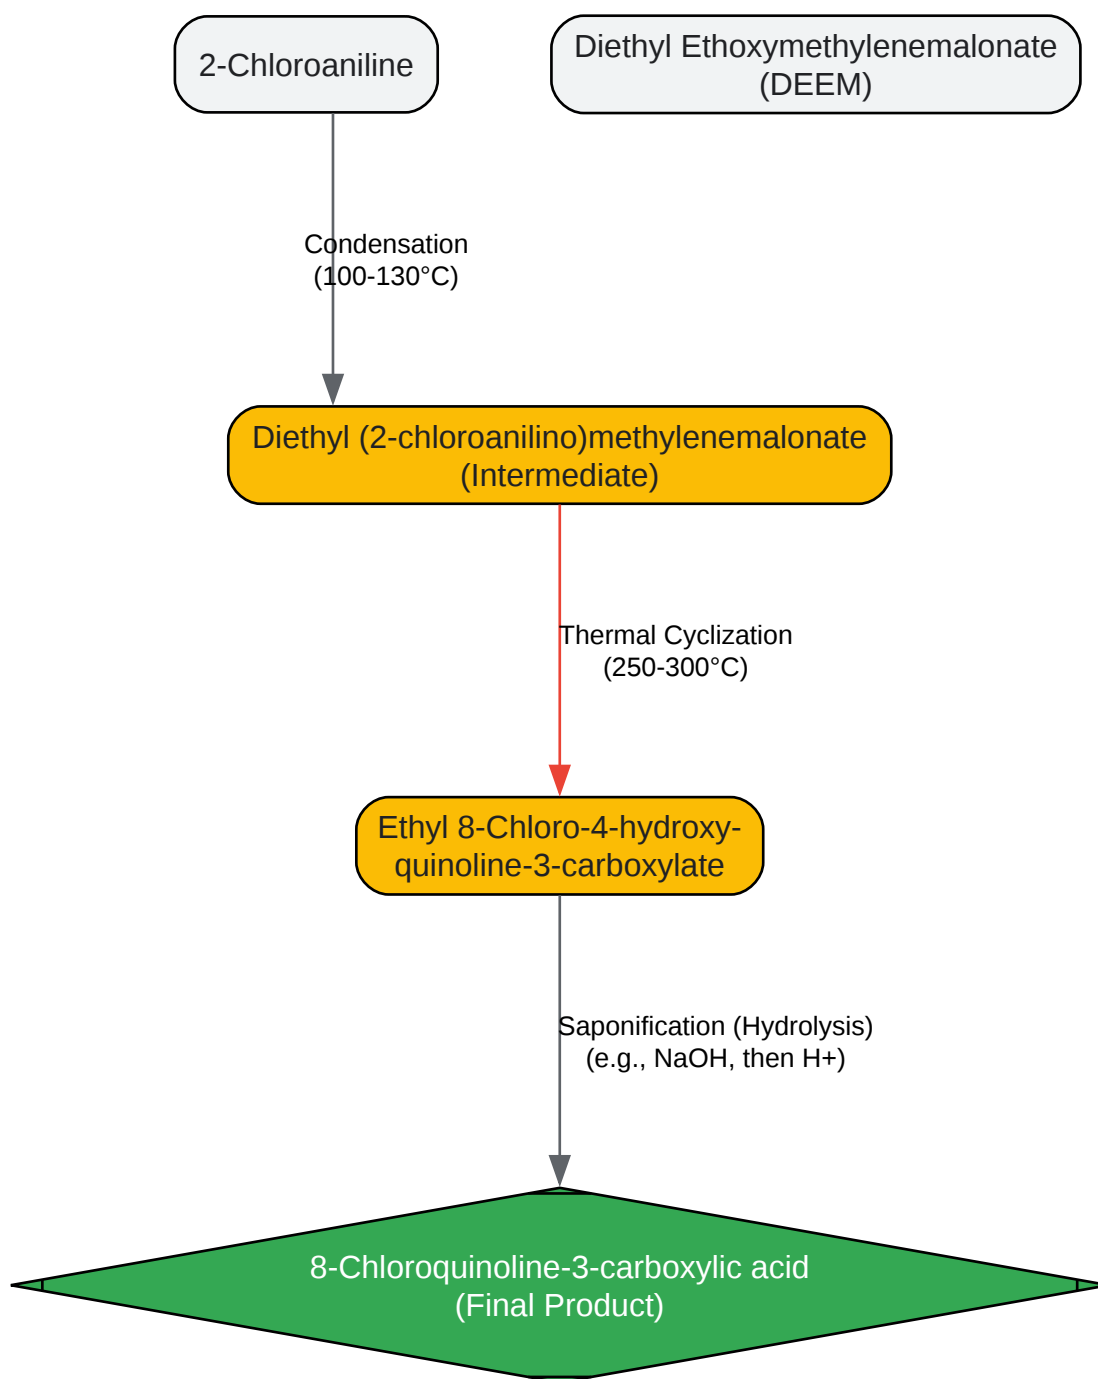 2-Chloroaniline
Diethyl Ethoxymethylenemalonate
(DEEM)
Condensation
(100-130°C)
Diethyl (2-chloroanilino)methylenemalonate
(Intermediate)
Thermal Cyclization
(250-300°C)
Ethyl 8-Chloro-4-hydroxy-
quinoline-3-carboxylate
Saponification (Hydrolysis)
(e.g., NaOH, then H+)
8-Chloroquinoline-3-carboxylic acid
(Final Product)